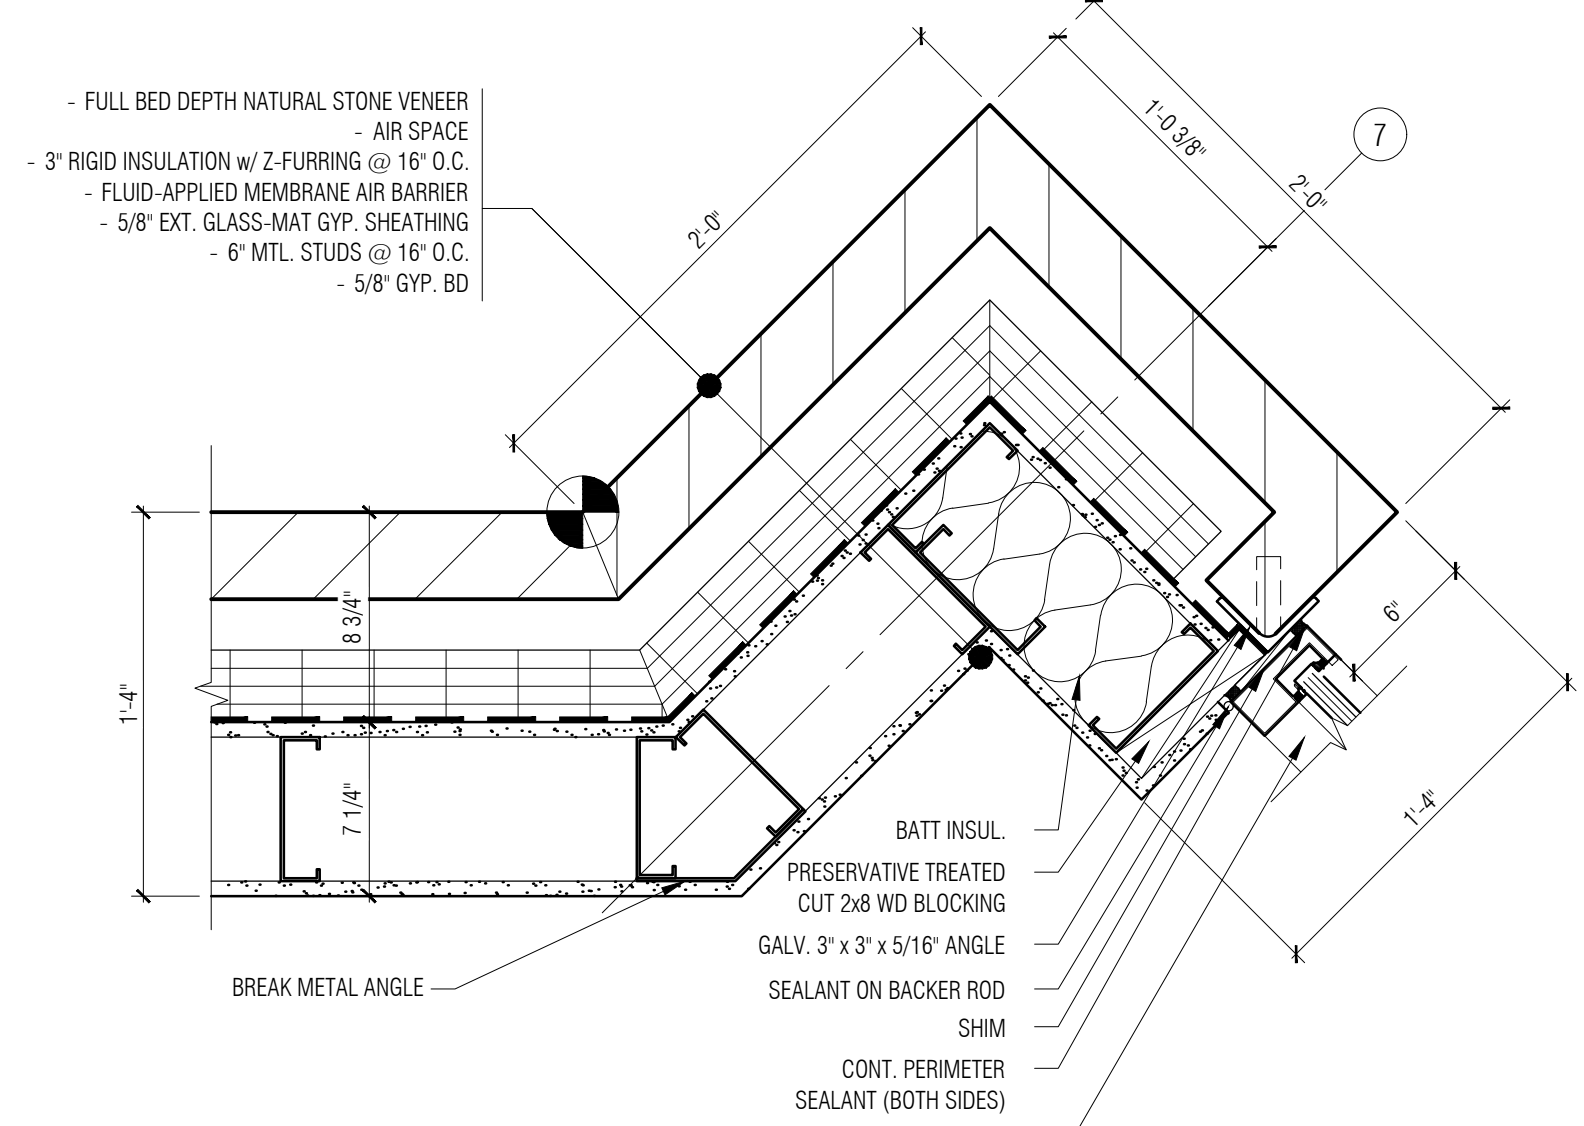 - FULL BED DEPTH NATURAL STONE VENEER
- AIR SPACE
- 3" RIGID INSULATION w/ Z-FURRING @ 16" O.C.
- FLUID-APPLIED MEMBRANE AIR BARRIER
- 5/8" EXT. GLASS-MAT GYP. SHEATHING
- 6" MTL. STUDS @ 16" O.C.
- 5/8" GYP. BD
2'-0"
1'-0 3/8"
7
2'-0"
8 3/4"
6"
1'-4"
7 1/4"
1'-4"
BATT INSUL.
PRESERVATIVE TREATED
CUT 2x8 WD BLOCKING
GALV. 3" x 3" x 5/16" ANGLE
BREAK METAL ANGLE
SEALANT ON BACKER ROD
SHIM
CONT. PERIMETER
SEALANT (BOTH SIDES)